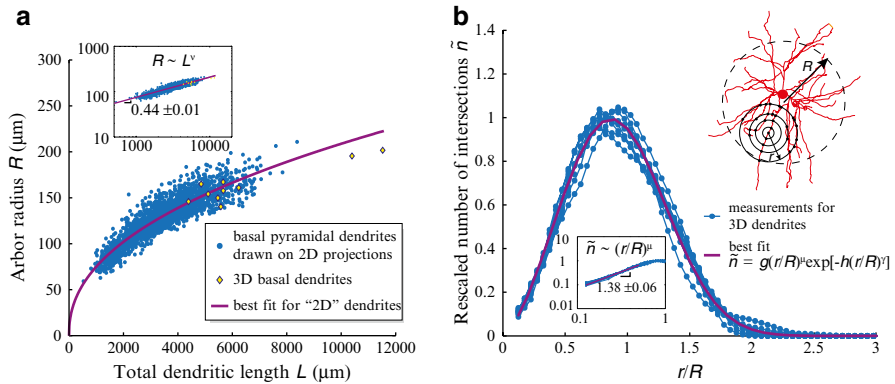 a
R ~ Lᵛ
1000
100
10
0.44 ±0.01
1000
10000
Arbor radius R (μm)
300
250
200
150
100
50
0
basal pyramidal dendrites
drawn on 2D projections
3D basal dendrites
best fit for “2D” dendrites
0
2000
4000
6000
8000
10000
12000
Total dendritic length L (μm)
b
Rescaled number of intersections ñ
1.4
1.2
1
0.8
0.6
0.4
0.2
0
R
r
measurements for
3D dendrites
best fit
ñ = g(r/R)ᵘexp[-h(r/R)ᵞ]
ñ ~ (r/R)ᵘ
10
1
0.1
0.01
1.38 ±0.06
0.1
1
0
0.5
1
1.5
2
2.5
3
r/R